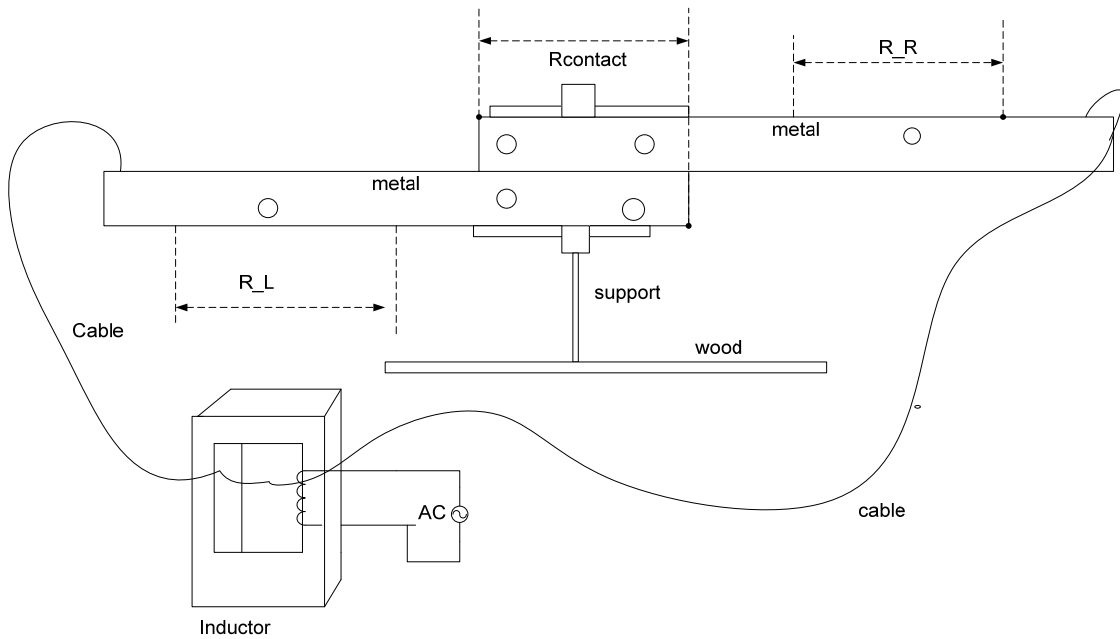 R_R
Rcontact
metal
metal
R_L
support
Cable
wood
AC
cable
Inductor